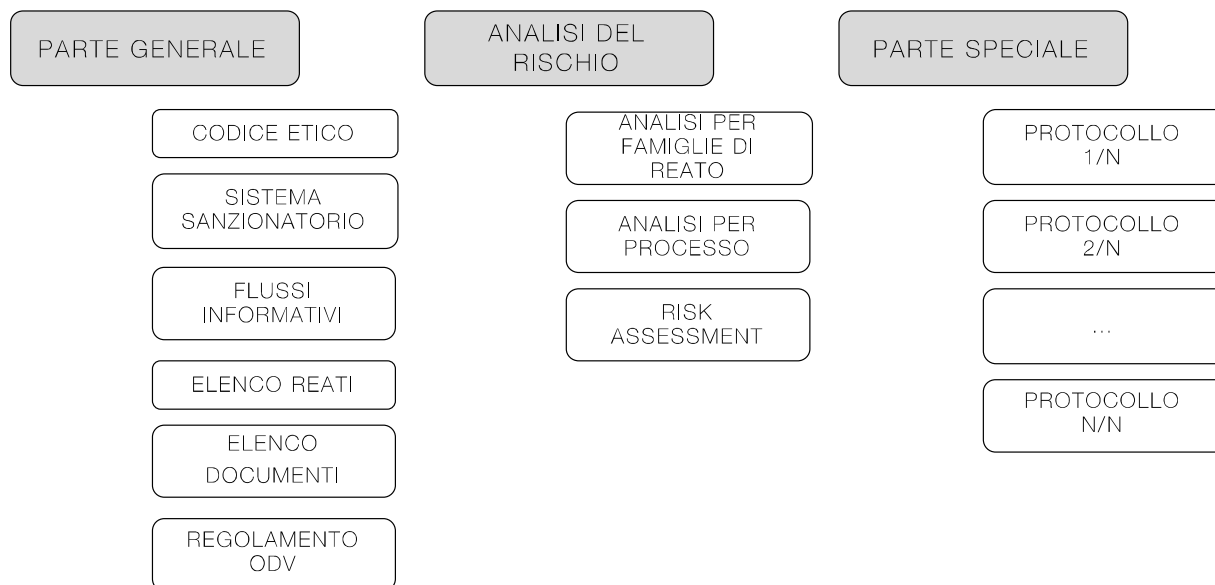 PARTE GENERALE
ANALISI DEL
RISCHIO
PARTE SPECIALE
CODICE ETICO
SISTEMA
SANZIONATORIO
FLUSSI
INFORMATIVI
ELENCO REATI
ELENCO
DOCUMENTI
REGOLAMENTO
ODV
ANALISI PER
FAMIGLIE DI
REATO
ANALISI PER
PROCESSO
RISK
ASSESSMENT
PROTOCOLLO
1/N
PROTOCOLLO
2/N
...
PROTOCOLLO
N/N